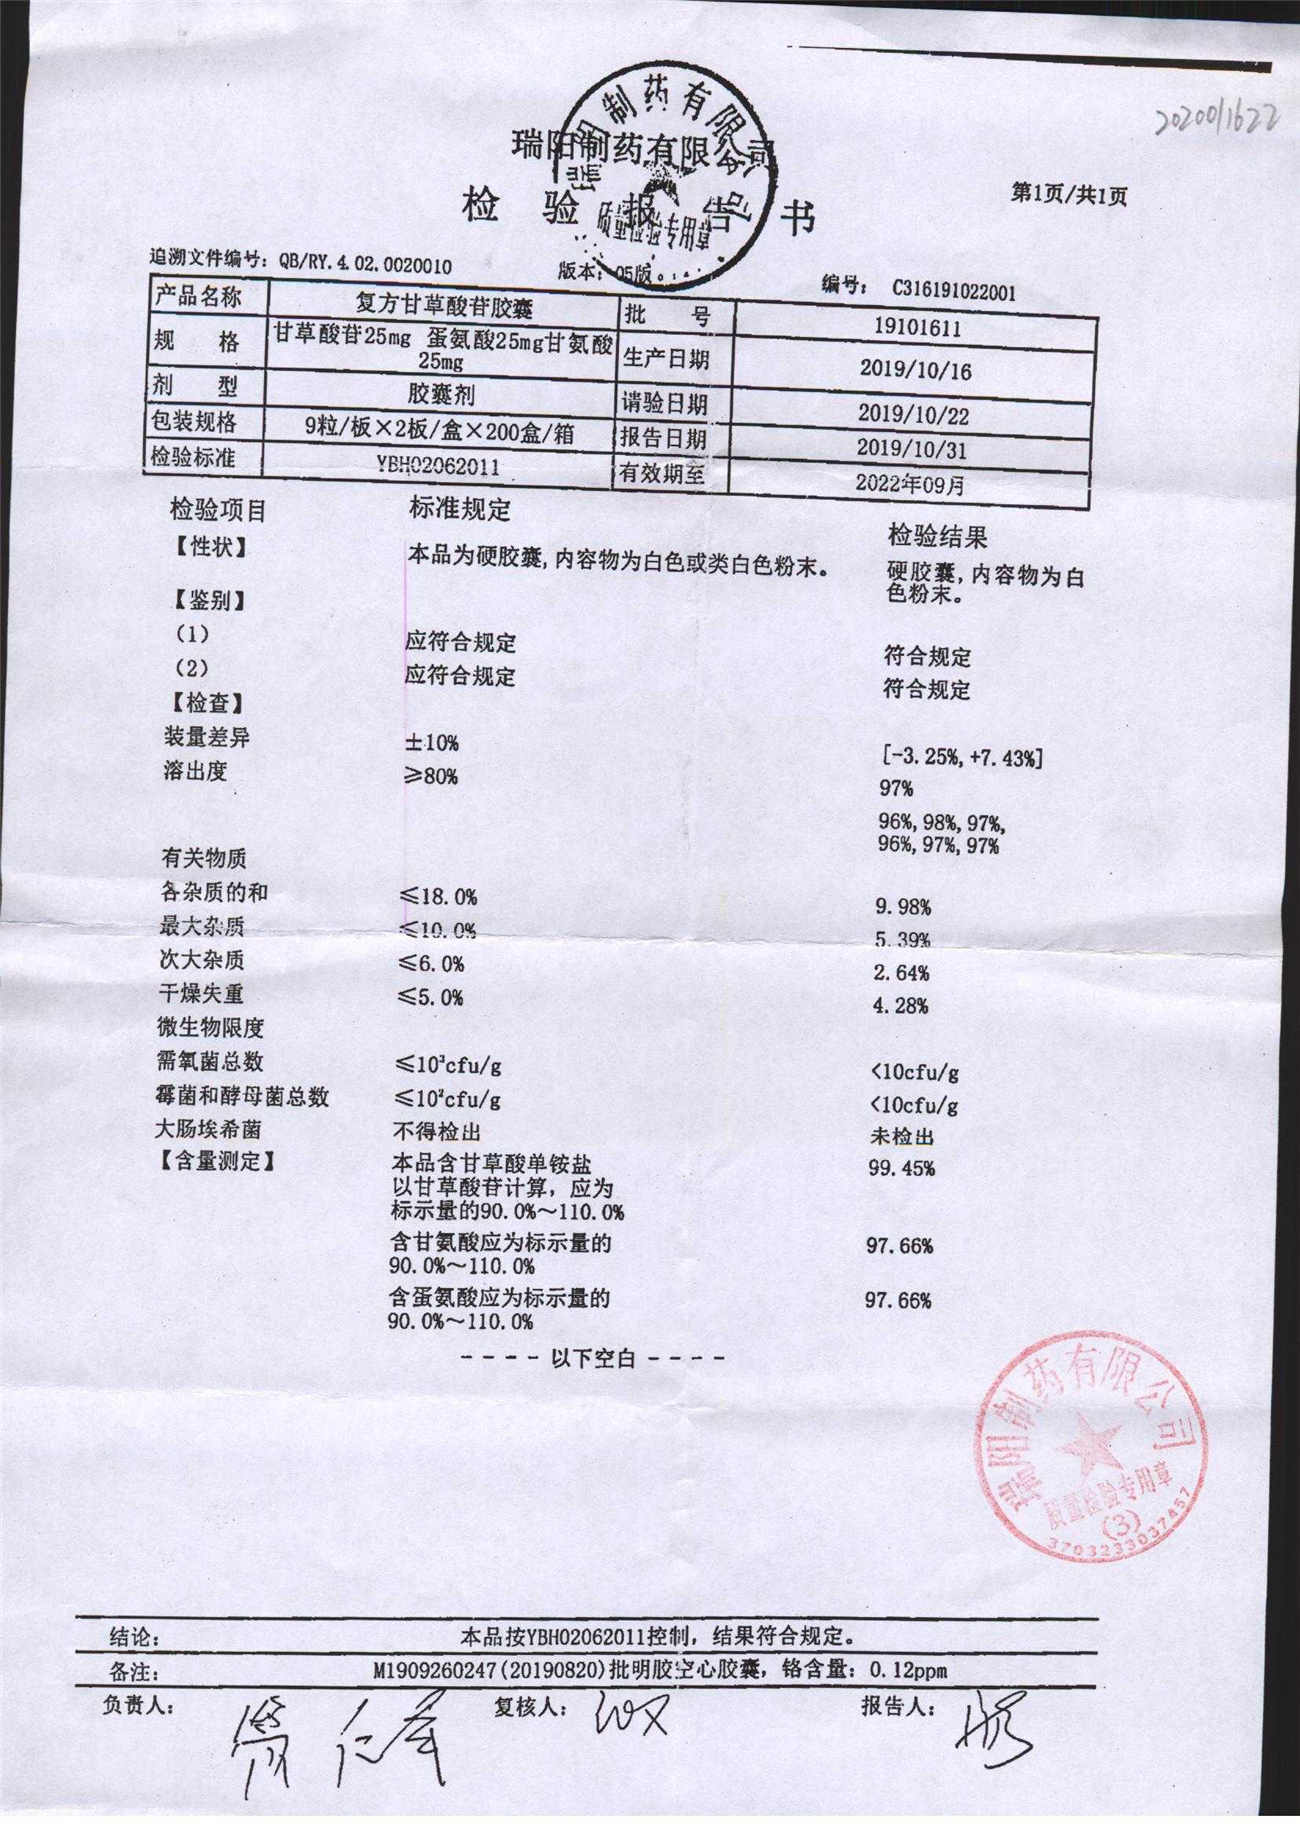 2020011622
瑞阳制药有限公司
瑞阳制药有限公司
质量检验专用章
检 验 报 告 书
第1页/共1页
追溯文件编号: QB/RY.4.02.0020010 版本: 05版。 编号: C316191022001
产品名称 复方甘草酸苷胶囊 批 号 19101611
规 格 甘草酸苷25mg 蛋氨酸25mg甘氨酸25mg 生产日期 2019/10/16
剂 型 胶囊剂 请验日期 2019/10/22
包装规格 9粒/板×2板/盒×200盒/箱 报告日期 2019/10/31
检验标准 YBH02062011 有效期至 2022年09月
检验项目 标准规定 检验结果
【性状】 本品为硬胶囊,内容物为白色或类白色粉末。 硬胶囊,内容物为白
色粉末。
【鉴别】
(1) 应符合规定 符合规定
(2) 应符合规定 符合规定
【检查】
装量差异 ±10% [-3.25%,+7.43%]
溶出度 ≥80% 97%
96%,98%,97%,
96%,97%,97%
有关物质
各杂质的和 ≤18.0% 9.98%
最大杂质 ≤10.0% 5.39%
次大杂质 ≤6.0% 2.64%
干燥失重 ≤5.0% 4.28%
微生物限度
需氧菌总数 ≤10³cfu/g <10cfu/g
霉菌和酵母菌总数 ≤10²cfu/g <10cfu/g
大肠埃希菌 不得检出 未检出
【含量测定】 本品含甘草酸单铵盐 99.45%
以甘草酸苷计算，应为
标示量的90.0%～110.0%
含甘氨酸应为标示量的 97.66%
90.0%～110.0%
含蛋氨酸应为标示量的 97.66%
90.0%～110.0%
---- 以下空白 ----
瑞阳制药有限公司
质量检验专用章
(3)
3703233037457
结论: 本品按YBH02062011控制，结果符合规定。
备注: M1909260247(20190820)批明胶空心胶囊，铬含量: 0.12ppm
负责人: 复核人: 报告人: